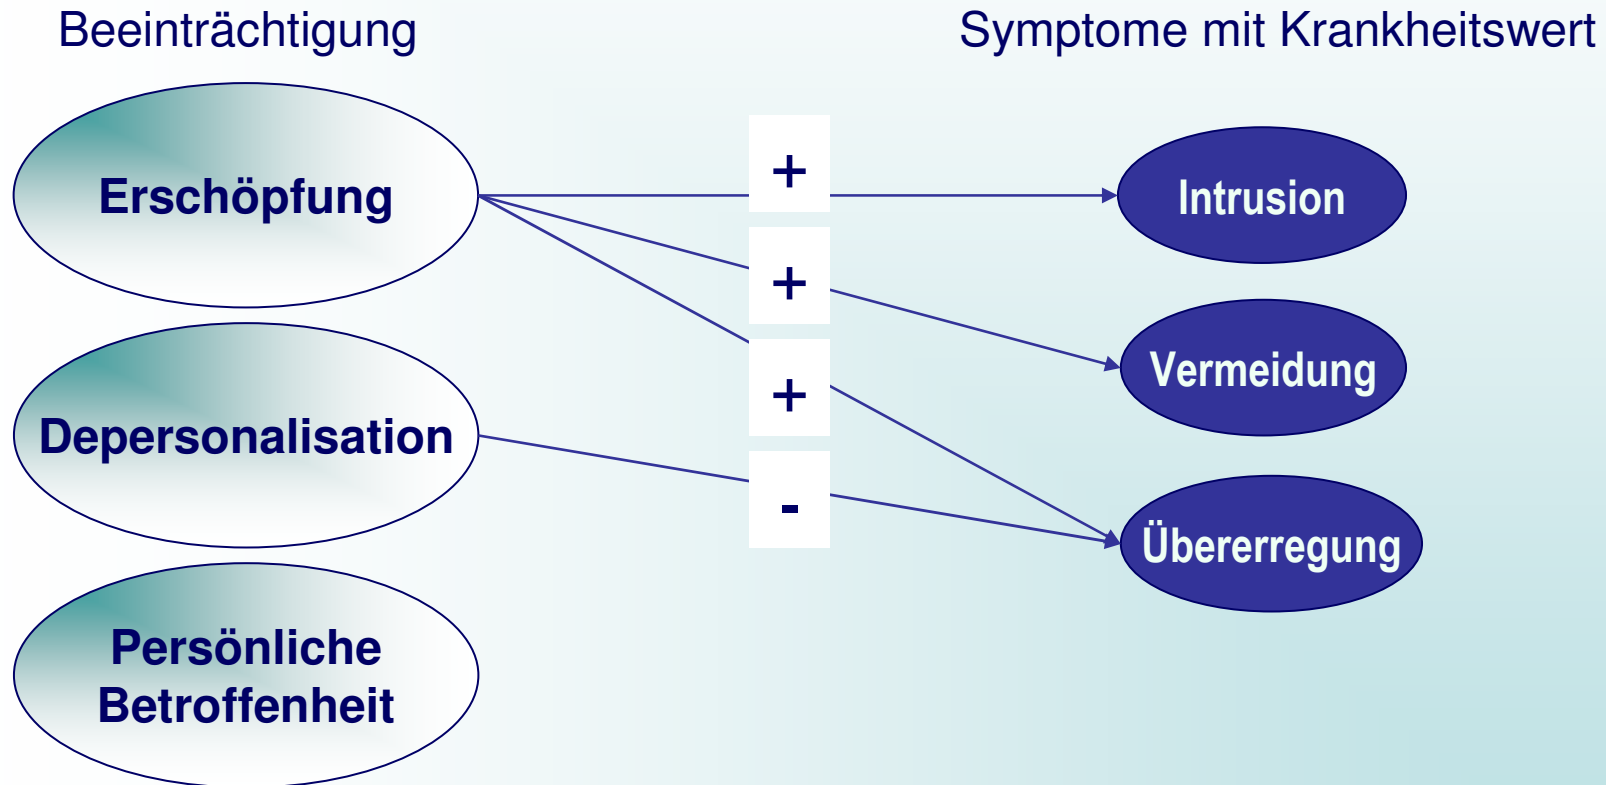 Beeinträchtigung
Symptome mit Krankheitswert
Erschöpfung
+
Intrusion
+
Vermeidung
+
Depersonalisation
-
Übererregung
Persönliche
Betroffenheit